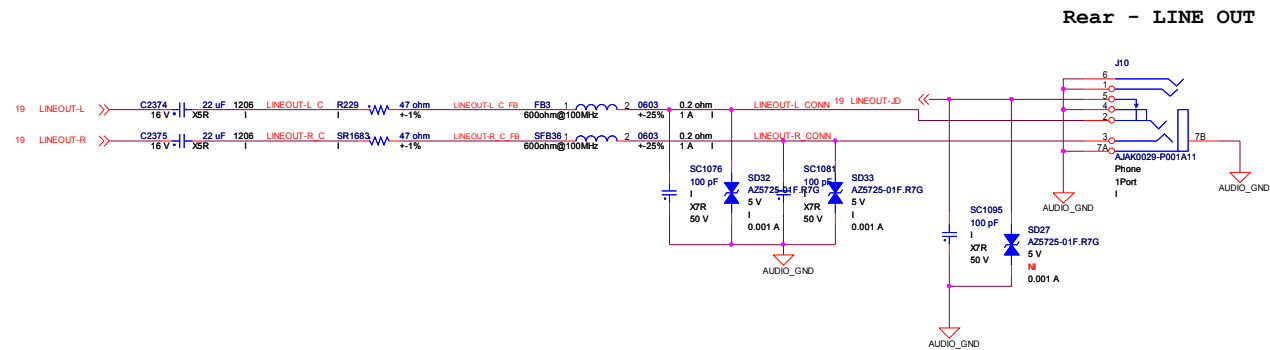 Rear - LINE OUT
J10
6
1
5
4
2
3
7A
7B
AJAK0029-P001A11
Phone
1Port
I
AUDIO_GND
AUDIO_GND
19 LINEOUT-L C2374 22 uF 1206 LINEOUT-L_C R229 47 ohm LINEOUT-L_C_FB FB3 1 2 0603 0.2 ohm LINEOUT-L_CONN 19 LINEOUT-JD
16 V X5R I I +-1% 600ohm@100MHz +-25% 1 A I
19 LINEOUT-R C2375 22 uF 1206 LINEOUT-R_C SR1683 47 ohm LINEOUT-R_C_FB SFB36 1 2 0603 0.2 ohm LINEOUT-R_CONN
16 V X5R I I +-1% 600ohm@100MHz +-25% 1 A I
SC1076
100 pF
I
X7R
50 V
SD32
AZ5725-01F.R7G
5 V
I
0.001 A
SC1081
100 pF
I
X7R
50 V
SD33
AZ5725-01F.R7G
5 V
I
0.001 A
AUDIO_GND
SC1095
100 pF
I
X7R
50 V
SD27
AZ5725-01F.R7G
5 V
NI
0.001 A
AUDIO_GND